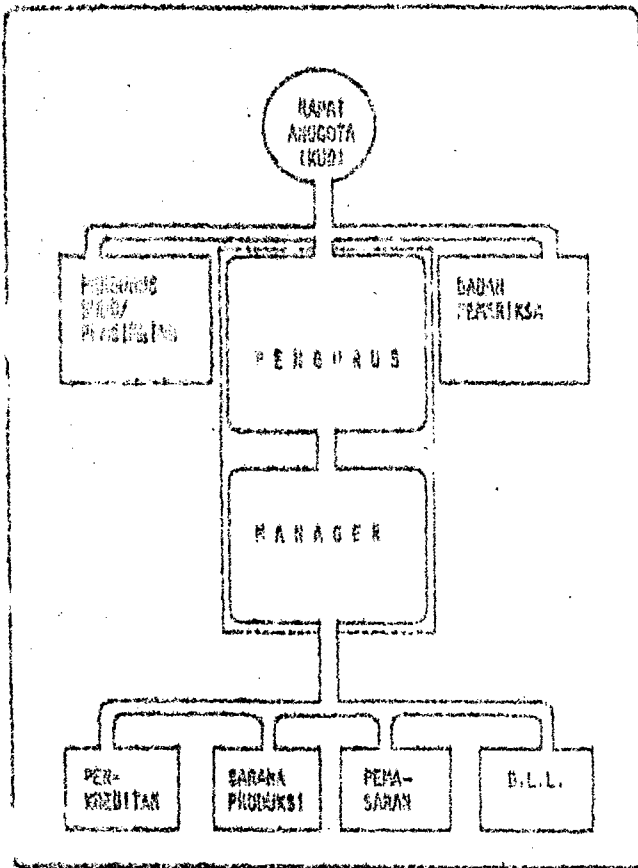 RAPAT
ANGGOTA
(KUD)
BADAN
PEMERIKSA
PENGURUS
MANAGER
PER-
KREDITAN
SARANA
PRODUKSI
PEMA-
SARAN
D.L.L.